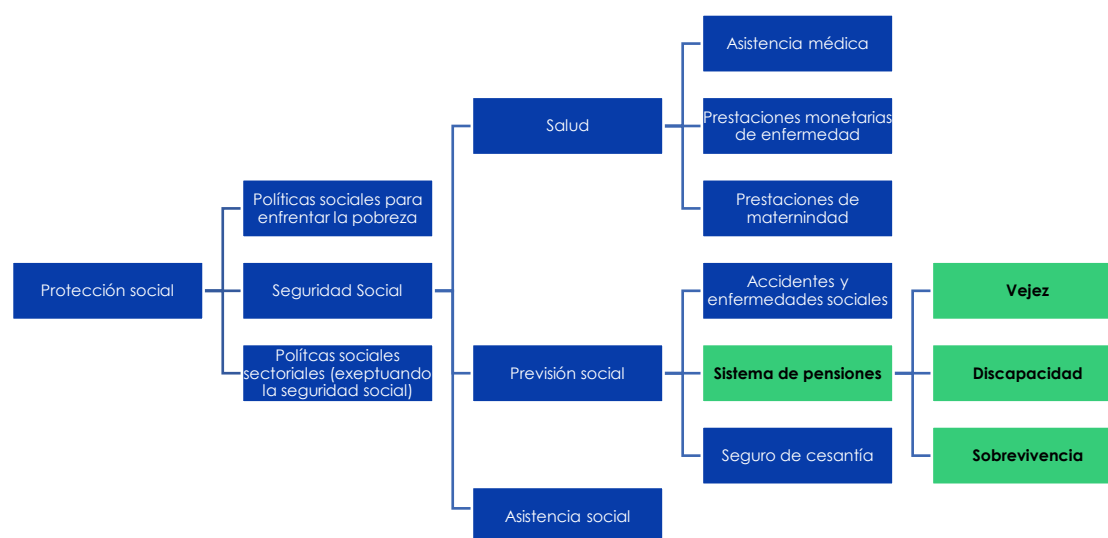 Asistencia médica
Salud
Prestaciones monetarias
de enfermedad
Políticas sociales para
enfrentar la pobreza
Prestaciones de
maternindad
Protección social
Seguridad Social
Accidentes y
enfermedades sociales
Vejez
Polítcas sociales
sectoriales (exeptuando
la seguridad social)
Previsión social
Sistema de pensiones
Discapacidad
Seguro de cesantía
Sobrevivencia
Asistencia social